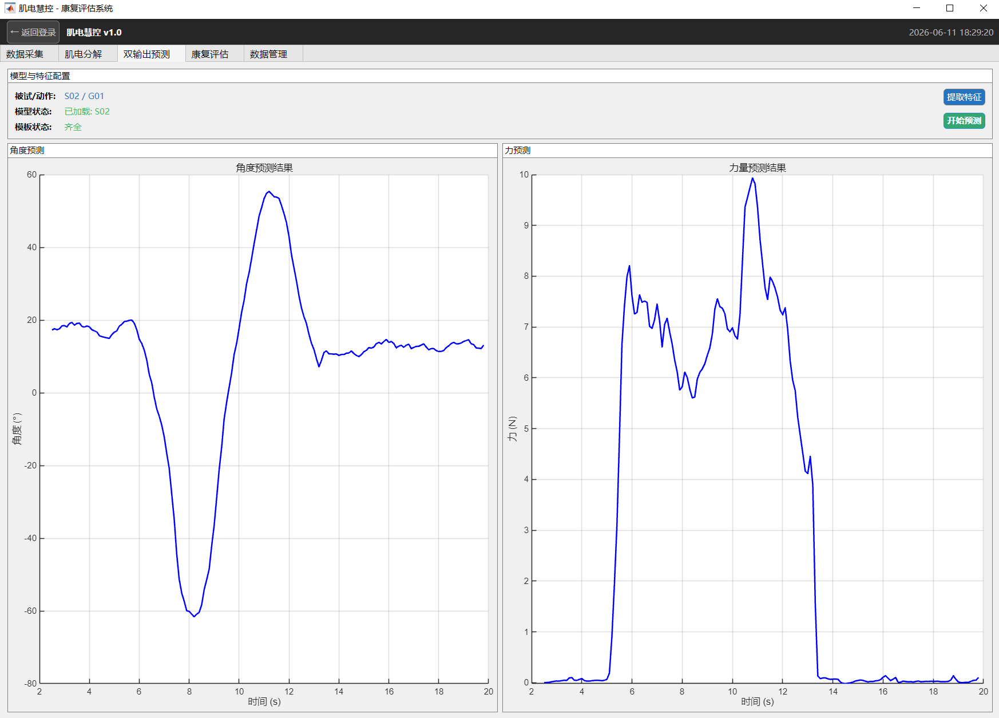 肌电慧控 - 康复评估系统
← 返回登录
肌电慧控 v1.0
2026-06-11 18:29:20
数据采集
肌电分解
双输出预测
康复评估
数据管理
模型与特征配置
被试/动作: S02 / G01
提取特征
模型状态: 已加载: S02
开始预测
模板状态: 齐全
角度预测
角度预测结果
60
40
20
0
-20
-40
-60
-80
角度 (°)
2 4 6 8 10 12 14 16 18 20
时间 (s)
力预测
力量预测结果
10
9
8
7
6
5
4
3
2
1
0
力 (N)
2 4 6 8 10 12 14 16 18 20
时间 (s)